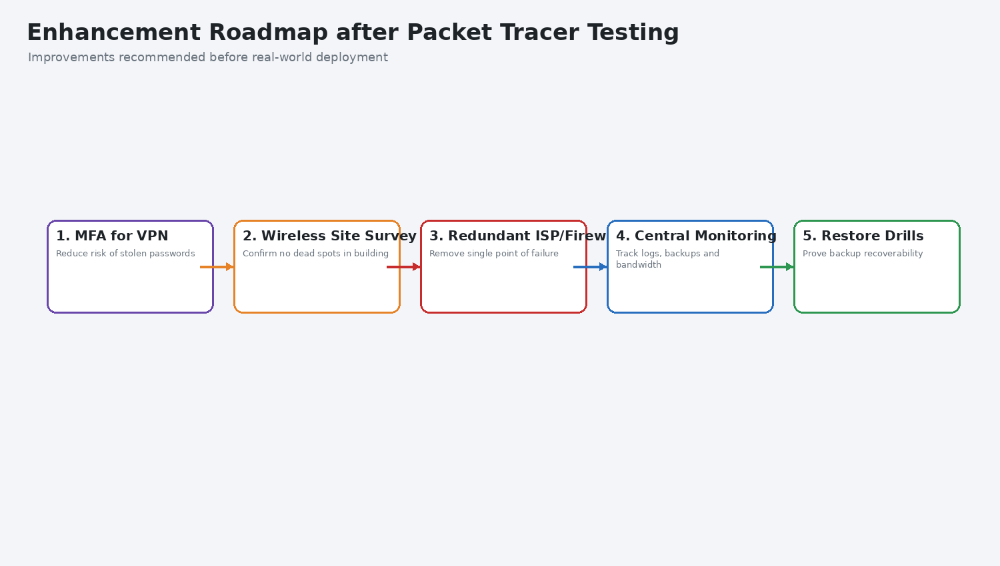 Enhancement Roadmap after Packet Tracer Testing
Improvements recommended before real-world deployment
1. MFA for VPN
Reduce risk of stolen passwords
2. Wireless Site Survey
Confirm no dead spots in building
3. Redundant ISP/Firew
Remove single point of failure
4. Central Monitoring
Track logs, backups and
bandwidth
5. Restore Drills
Prove backup recoverability